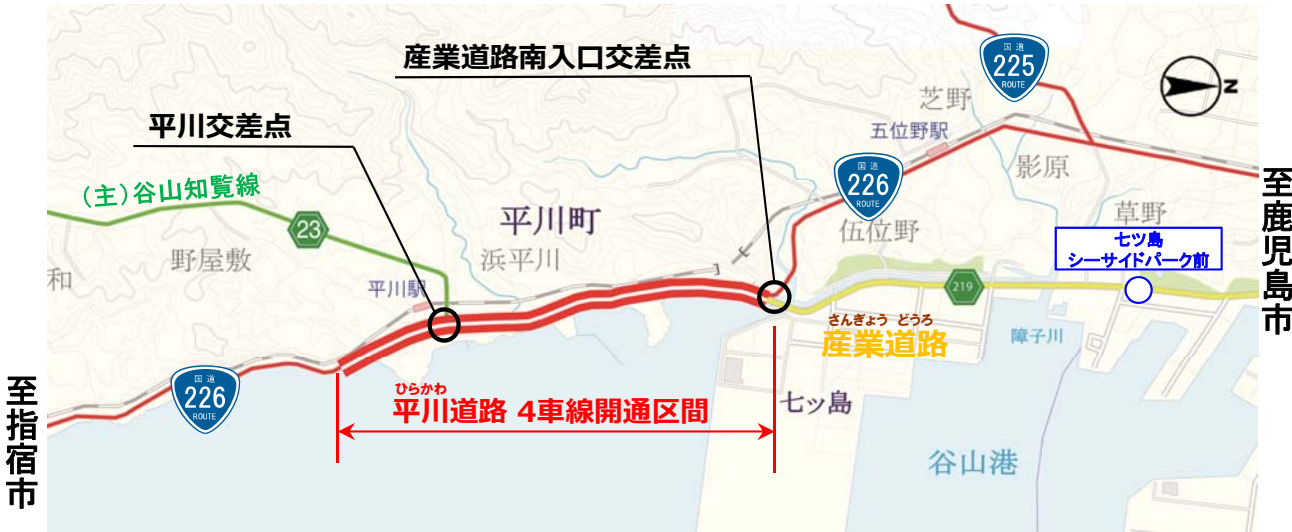 産業道路南入口交差点
国道
225
ROUTE
N
芝野
平川交差点
五位野駅
国道
226
ROUTE
影原
至鹿児島市
(主)谷山知覧線
23
平川町
草野
伍位野
七ツ島
シーサイドパーク前
野屋敷
浜平川
和
平川駅
219
さんぎょう どうろ
産業道路
障子川
国道
226
ROUTE
至指宿市
ひらかわ
平川道路 4車線開通区間
七ッ島
谷山港